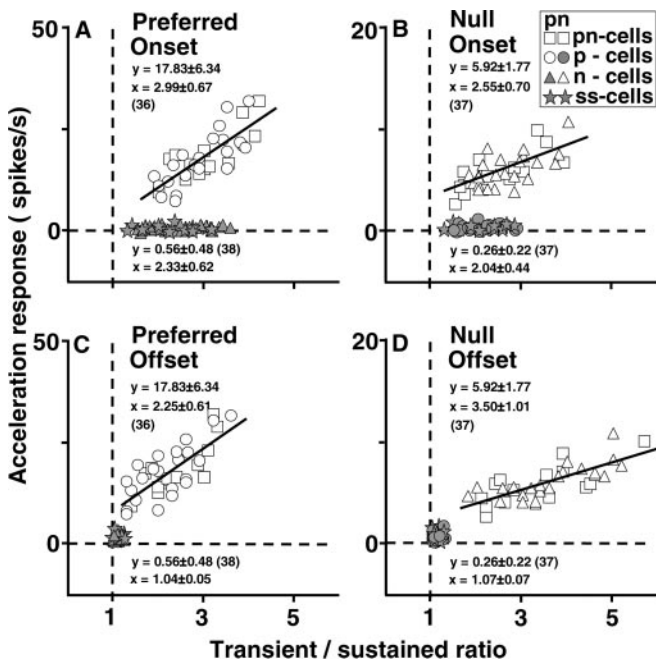 50
A
Preferred
Onset
y = 17.83±6.34
x = 2.99±0.67
(36)
0
y = 0.56±0.48 (38)
x = 2.33±0.62
20
B
Null
Onset
y = 5.92±1.77
x = 2.55±0.70
(37)
0
y = 0.26±0.22 (37)
x = 2.04±0.44
pn
pn-cells
p - cells
n - cells
ss-cells
50
C
Preferred
Offset
y = 17.83±6.34
x = 2.25±0.61
(36)
0
y = 0.56±0.48 (38)
x = 1.04±0.05
1 3 5
20
D
Null
Offset
y = 5.92±1.77
x = 3.50±1.01
(37)
0
y = 0.26±0.22 (37)
x = 1.07±0.07
1 3 5
Acceleration response ( spikes/s)
Transient / sustained ratio